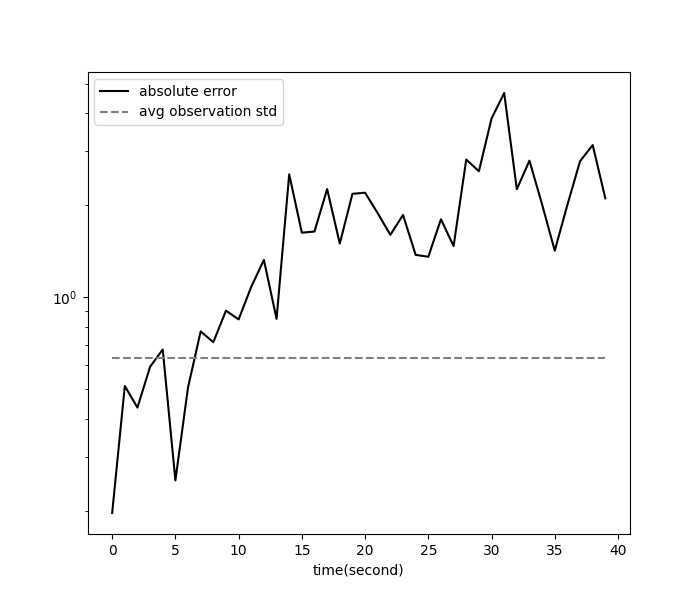 absolute error
avg observation std
10⁰
0 5 10 15 20 25 30 35 40
time(second)